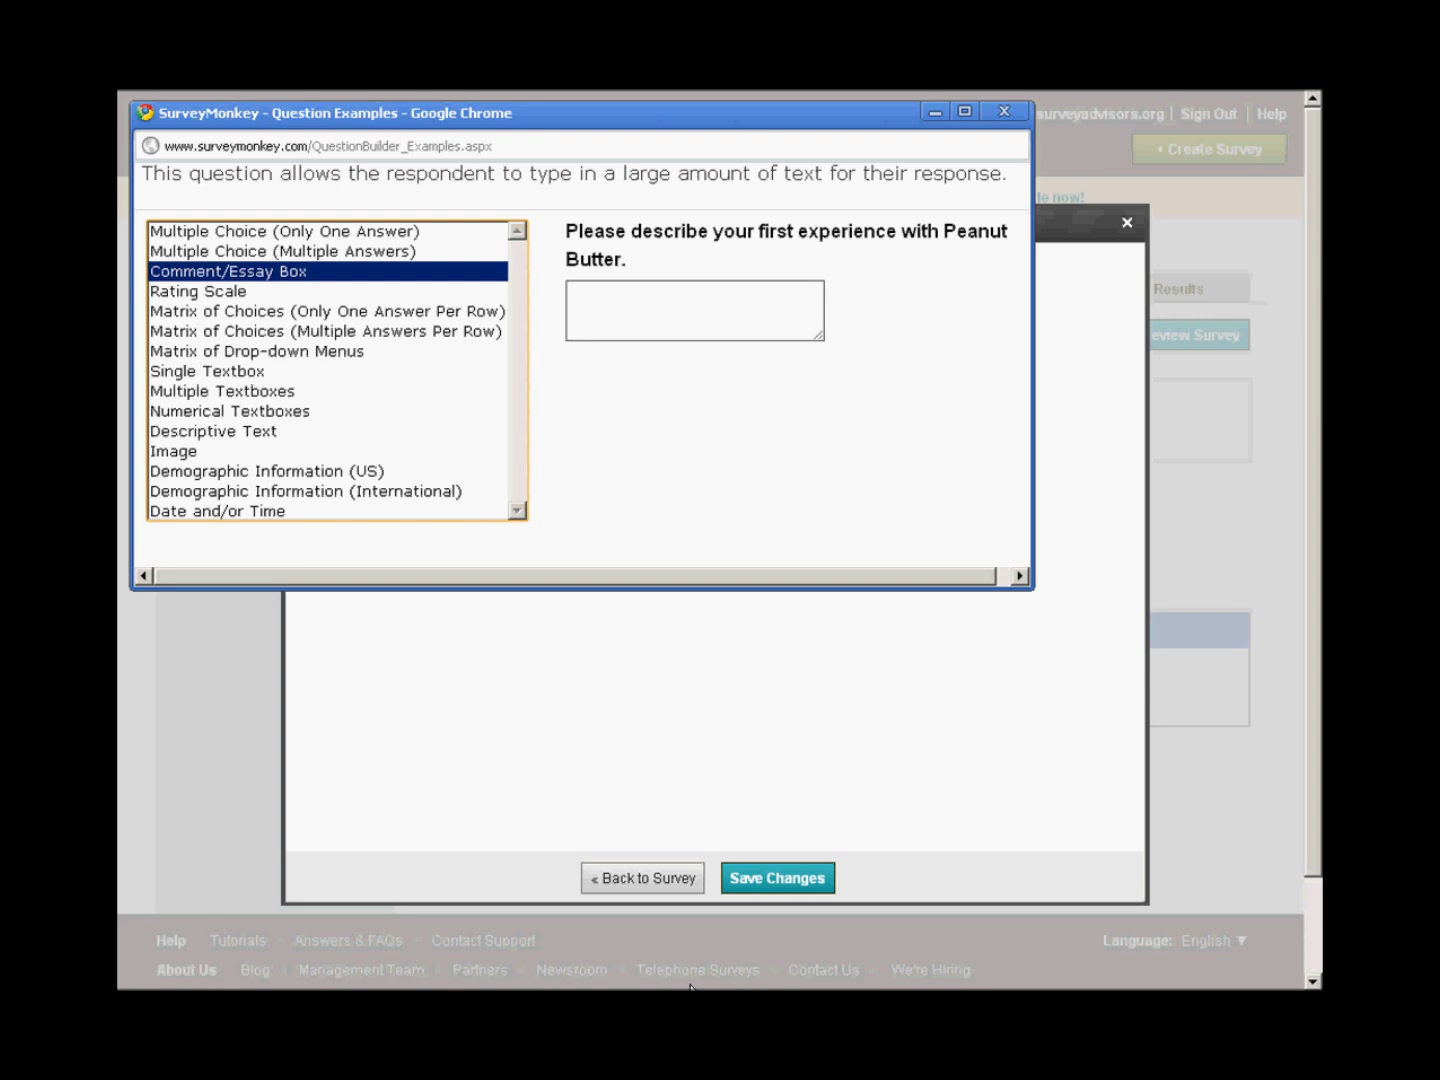 SurveyMonkey - Question Examples - Google Chrome
www.surveymonkey.com/QuestionBuilder_Examples.aspx
This question allows the respondent to type in a large amount of text for their response.
Multiple Choice (Only One Answer)
Multiple Choice (Multiple Answers)
Comment/Essay Box
Rating Scale
Matrix of Choices (Only One Answer Per Row)
Matrix of Choices (Multiple Answers Per Row)
Matrix of Drop-down Menus
Single Textbox
Multiple Textboxes
Numerical Textboxes
Descriptive Text
Image
Demographic Information (US)
Demographic Information (International)
Date and/or Time
Please describe your first experience with Peanut
Butter.
surveyadvisors.org | Sign Out | Help
+ Create Survey
now!
Results
Survey
« Back to Survey
Save Changes
Help Tutorials Answers & FAQs Contact Support
Language: English
About Us Blog Management Team Partners Newsroom Telephone Surveys Contact Us We're Hiring